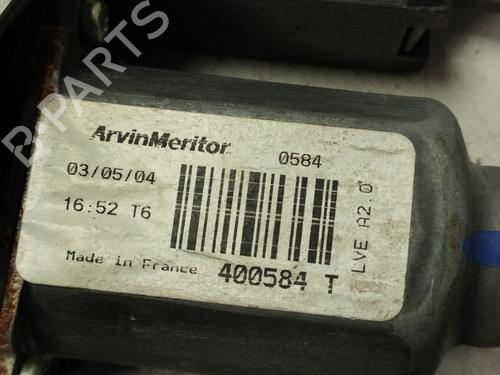 B-PARTS
ArvinMeritor 0584
03/05/04
16:52 T6
LVE A2.0
Made in France 400584 T